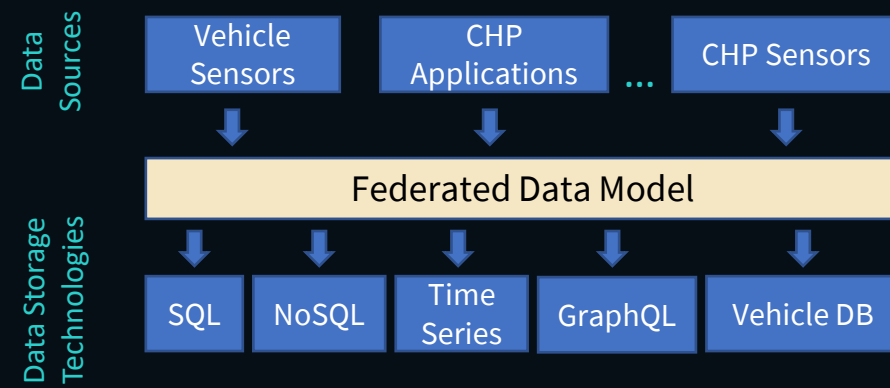 Data
Sources
Vehicle
Sensors
CHP
Applications
...
CHP Sensors
Federated Data Model
Data Storage
Technologies
SQL
NoSQL
Time
Series
GraphQL
Vehicle DB